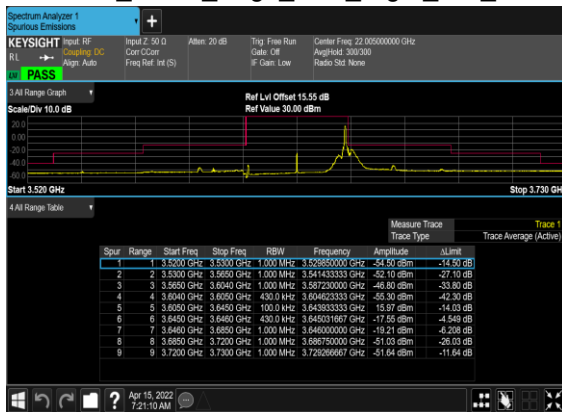 Spectrum Analyzer 1
Spurious Emissions
KEYSIGHT Input: RF Input Z: 50 Ω Atten: 20 dB Trig: Free Run Center Freq: 22.005000000 GHz
RL Coupling: DC Corr CCorr Gate: Off Avg|Hold: 300/300
Align: Auto Freq Ref: Int (S) IF Gain: Low Radio Std: None
PASS
3 All Range Graph
Ref Lvl Offset 15.55 dB
Scale/Div 10.0 dB Ref Value 30.00 dBm
20.0
0.00
-20.0
-40.0
-60.0
Start 3.520 GHz Stop 3.730 GH
4 All Range Table
Measure Trace Trace 1
Trace Type Trace Average (Active)
Spur Range Start Freq Stop Freq RBW Frequency Amplitude ΔLimit
1 1 3.5200 GHz 3.5300 GHz 1.000 MHz 3.529850000 GHz -54.50 dBm -14.50 dB
2 2 3.5300 GHz 3.5650 GHz 1.000 MHz 3.541433333 GHz -52.10 dBm -27.10 dB
3 3 3.5650 GHz 3.6040 GHz 1.000 MHz 3.587230000 GHz -46.80 dBm -33.80 dB
4 4 3.6040 GHz 3.6050 GHz 430.0 kHz 3.604623333 GHz -55.30 dBm -42.30 dB
5 5 3.6050 GHz 3.6450 GHz 100.0 kHz 3.643933333 GHz 15.97 dBm -14.03 dB
6 6 3.6450 GHz 3.6460 GHz 430.0 kHz 3.645031667 GHz -17.55 dBm -4.549 dB
7 7 3.6460 GHz 3.6850 GHz 1.000 MHz 3.646000000 GHz -19.21 dBm -6.208 dB
8 8 3.6850 GHz 3.7200 GHz 1.000 MHz 3.686750000 GHz -51.03 dBm -26.03 dB
9 9 3.7200 GHz 3.7300 GHz 1.000 MHz 3.729266667 GHz -51.64 dBm -11.64 dB
Apr 15, 2022
7:21:10 AM